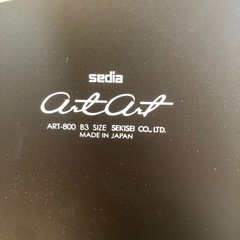 sedia
Art Art
ART-800 B3 SIZE SEKISEI CO., LTD.
MADE IN JAPAN